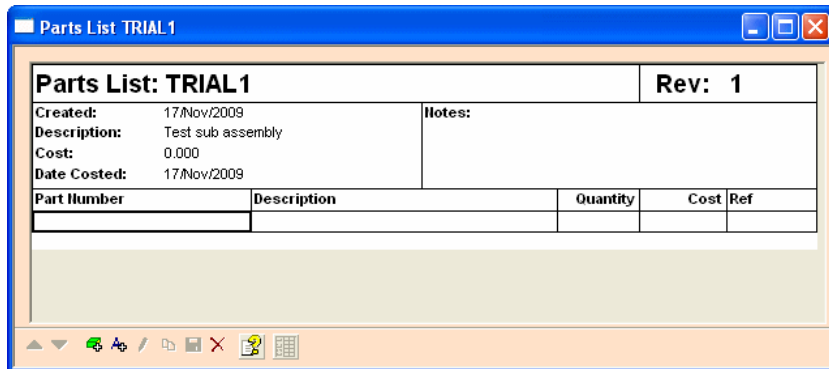 Parts List TRIAL1
Parts List: TRIAL1 Rev: 1
Created: 17/Nov/2009 Notes:
Description: Test sub assembly
Cost: 0.000
Date Costed: 17/Nov/2009
Part Number Description Quantity Cost Ref